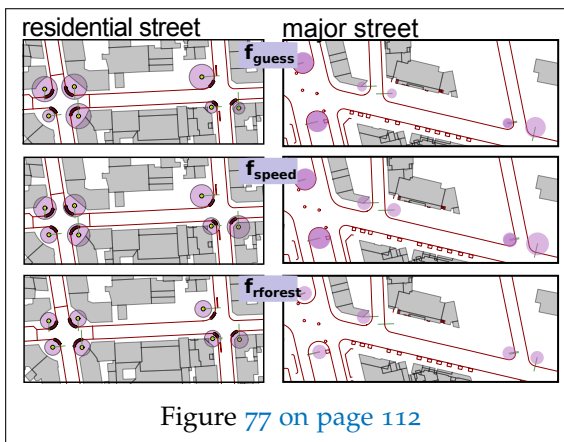 residential street
major street
fguess
fspeed
frforest
Figure 77 on page 112